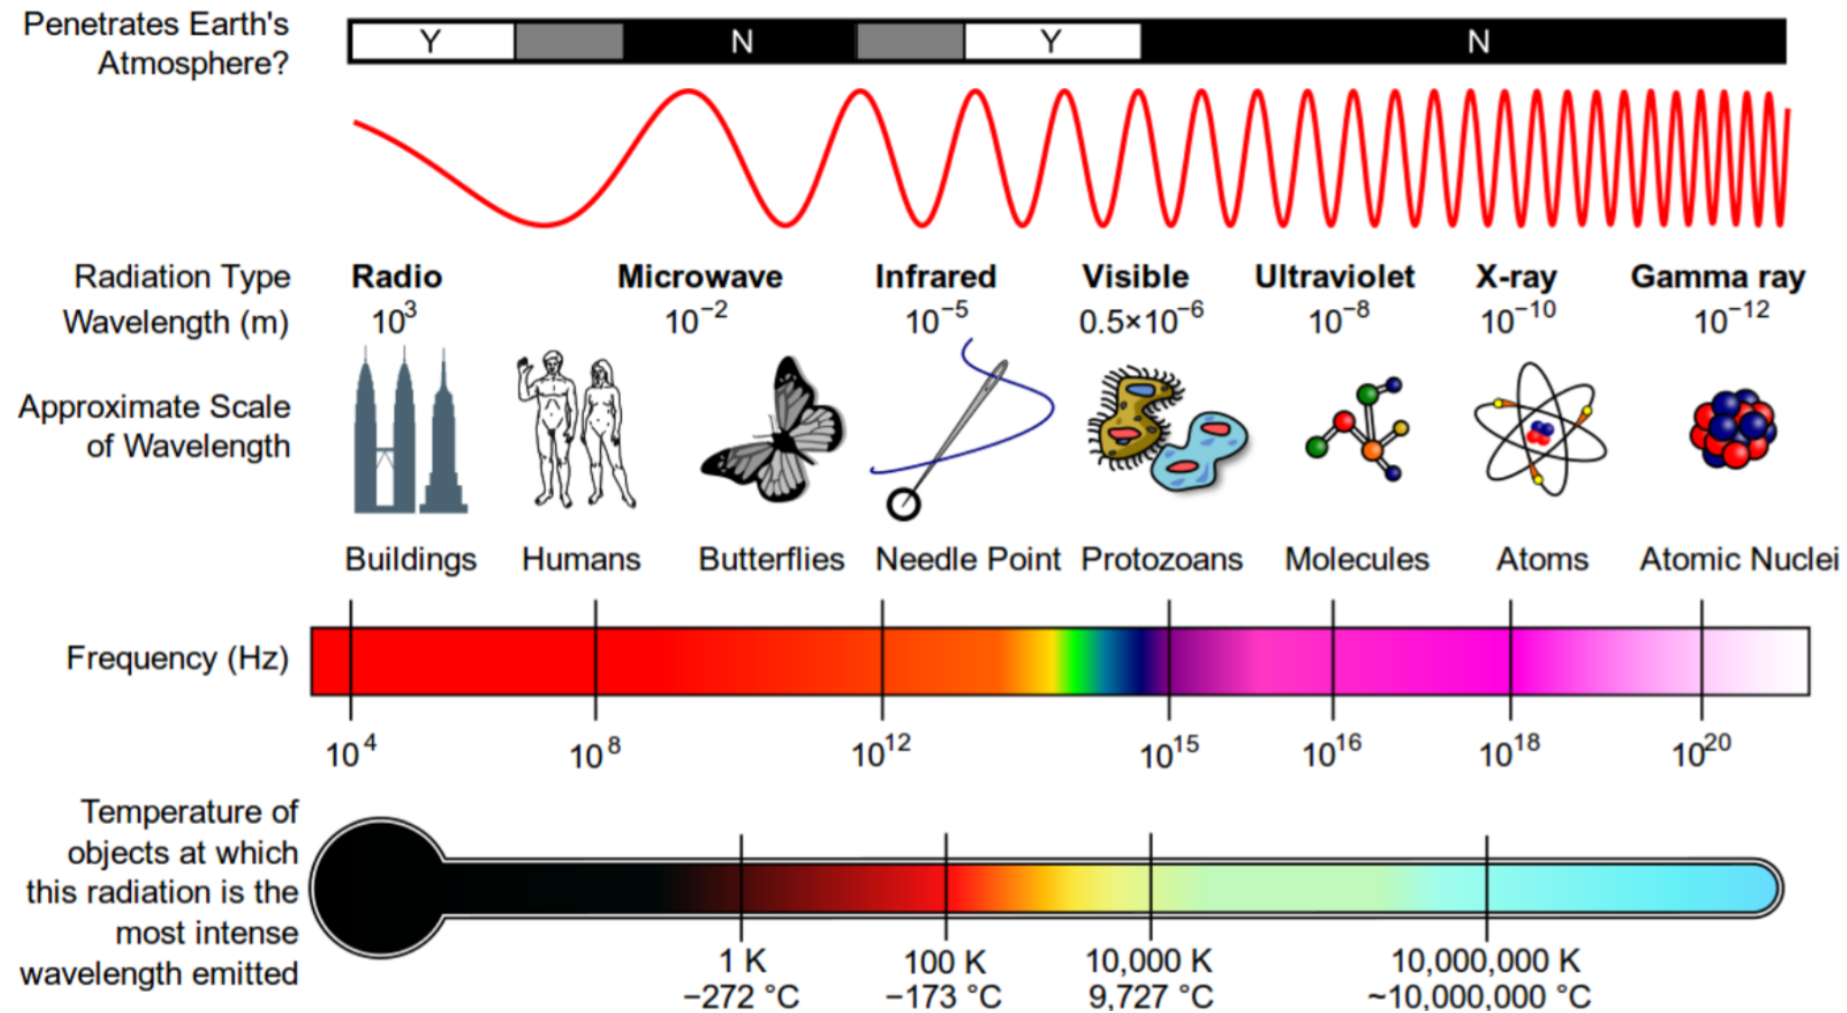 Penetrates Earth's
Atmosphere?
Y N Y N
Radiation Type
Radio Microwave Infrared Visible Ultraviolet X-ray Gamma ray
Wavelength (m)
10³ 10⁻² 10⁻⁵ 0.5×10⁻⁶ 10⁻⁸ 10⁻¹⁰ 10⁻¹²
Approximate Scale
of Wavelength
Buildings Humans Butterflies Needle Point Protozoans Molecules Atoms Atomic Nuclei
Frequency (Hz)
10⁴ 10⁸ 10¹² 10¹⁵ 10¹⁶ 10¹⁸ 10²⁰
Temperature of
objects at which
this radiation is the
most intense
wavelength emitted
1 K 100 K 10,000 K 10,000,000 K
−272 °C −173 °C 9,727 °C ~10,000,000 °C